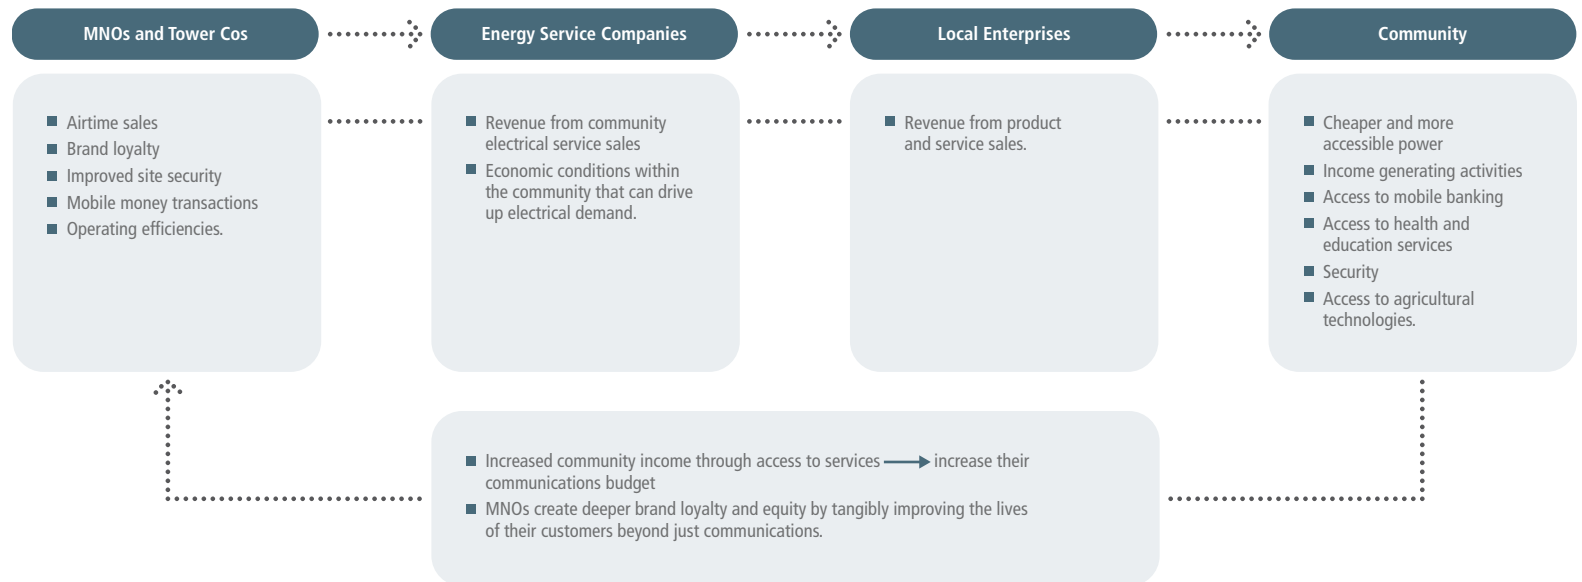 MNOs and Tower Cos
Energy Service Companies
Local Enterprises
Community
Airtime sales
Brand loyalty
Improved site security
Mobile money transactions
Operating efficiencies.
Revenue from community
electrical service sales
Economic conditions within
the community that can drive
up electrical demand.
Revenue from product
and service sales.
Cheaper and more
accessible power
Income generating activities
Access to mobile banking
Access to health and
education services
Security
Access to agricultural
technologies.
Increased community income through access to services increase their
communications budget
MNOs create deeper brand loyalty and equity by tangibly improving the lives
of their customers beyond just communications.